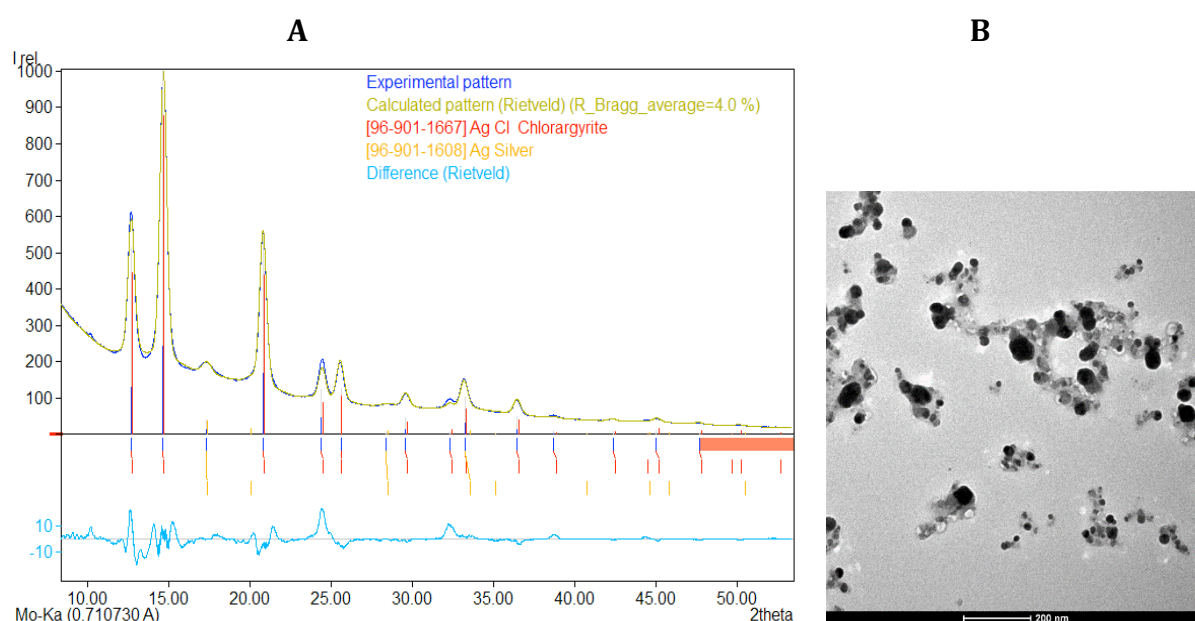 A
B
I rel
1000
900
800
700
600
500
400
300
200
100
Experimental pattern
Calculated pattern (Rietveld) (R_Bragg_average=4.0 %)
[96-901-1667] Ag Cl Chlorargyrite
[96-901-1608] Ag Silver
Difference (Rietveld)
10
-10
10.00 15.00 20.00 25.00 30.00 35.00 40.00 45.00 50.00
Mo-Ka (0.710730 A)
2theta
200 nm